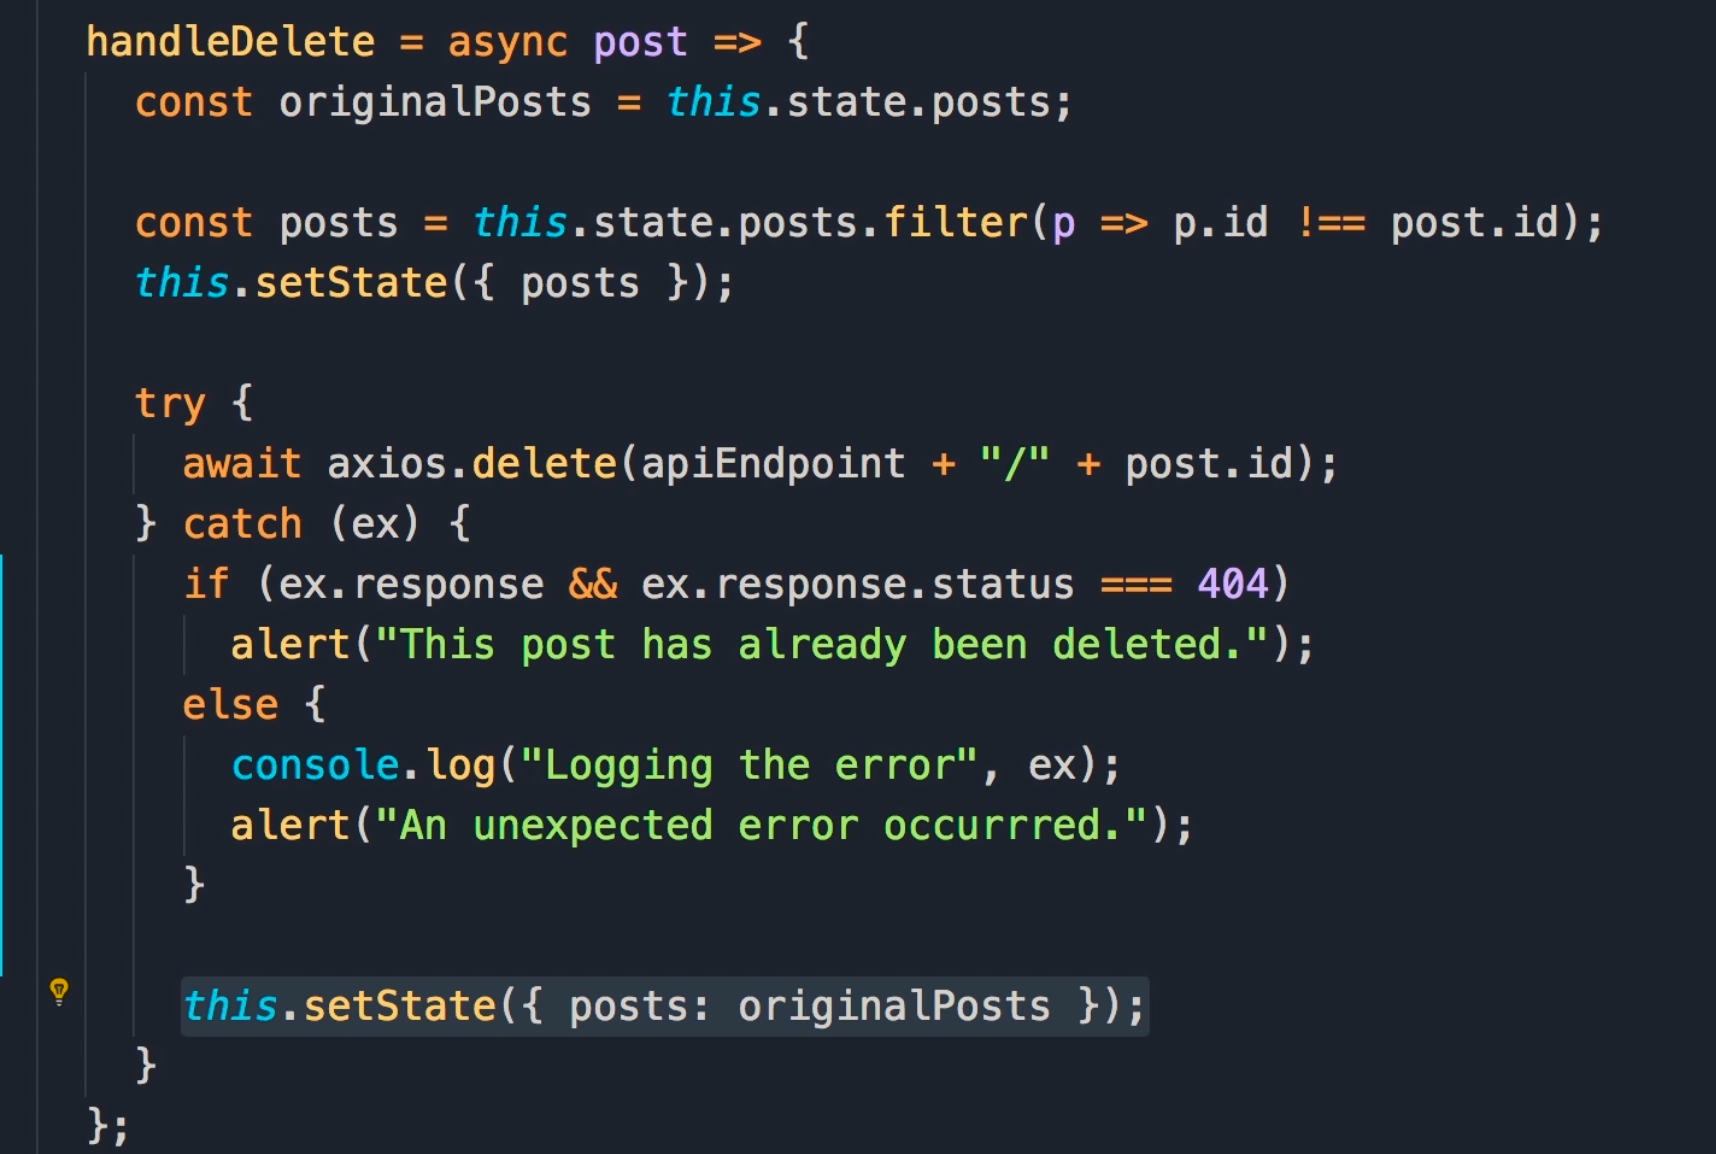 handleDelete = async post => {
const originalPosts = this.state.posts;
const posts = this.state.posts.filter(p => p.id !== post.id);
this.setState({ posts });
try {
await axios.delete(apiEndpoint + "/" + post.id);
} catch (ex) {
if (ex.response && ex.response.status === 404)
alert("This post has already been deleted.");
else {
console.log("Logging the error", ex);
alert("An unexpected error occurrred.");
}
this.setState({ posts: originalPosts });
}
};